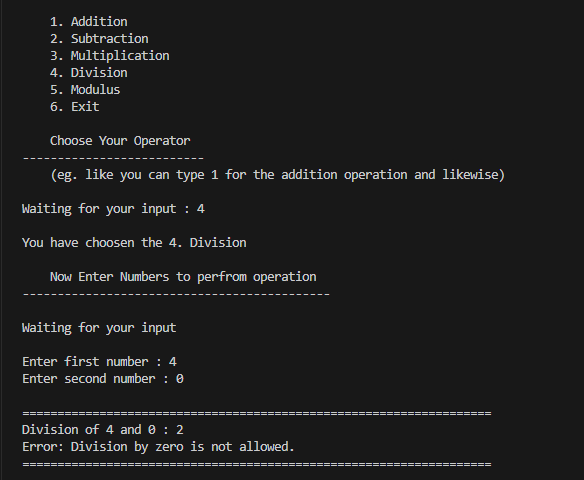 1. Addition
2. Subtraction
3. Multiplication
4. Division
5. Modulus
6. Exit
Choose Your Operator
--------------------------
(eg. like you can type 1 for the addition operation and likewise)
Waiting for your input : 4
You have choosen the 4. Division
Now Enter Numbers to perfrom operation
--------------------------------------------
Waiting for your input
Enter first number : 4
Enter second number : 0
===================================================================
Division of 4 and 0 : 2
Error: Division by zero is not allowed.
===================================================================